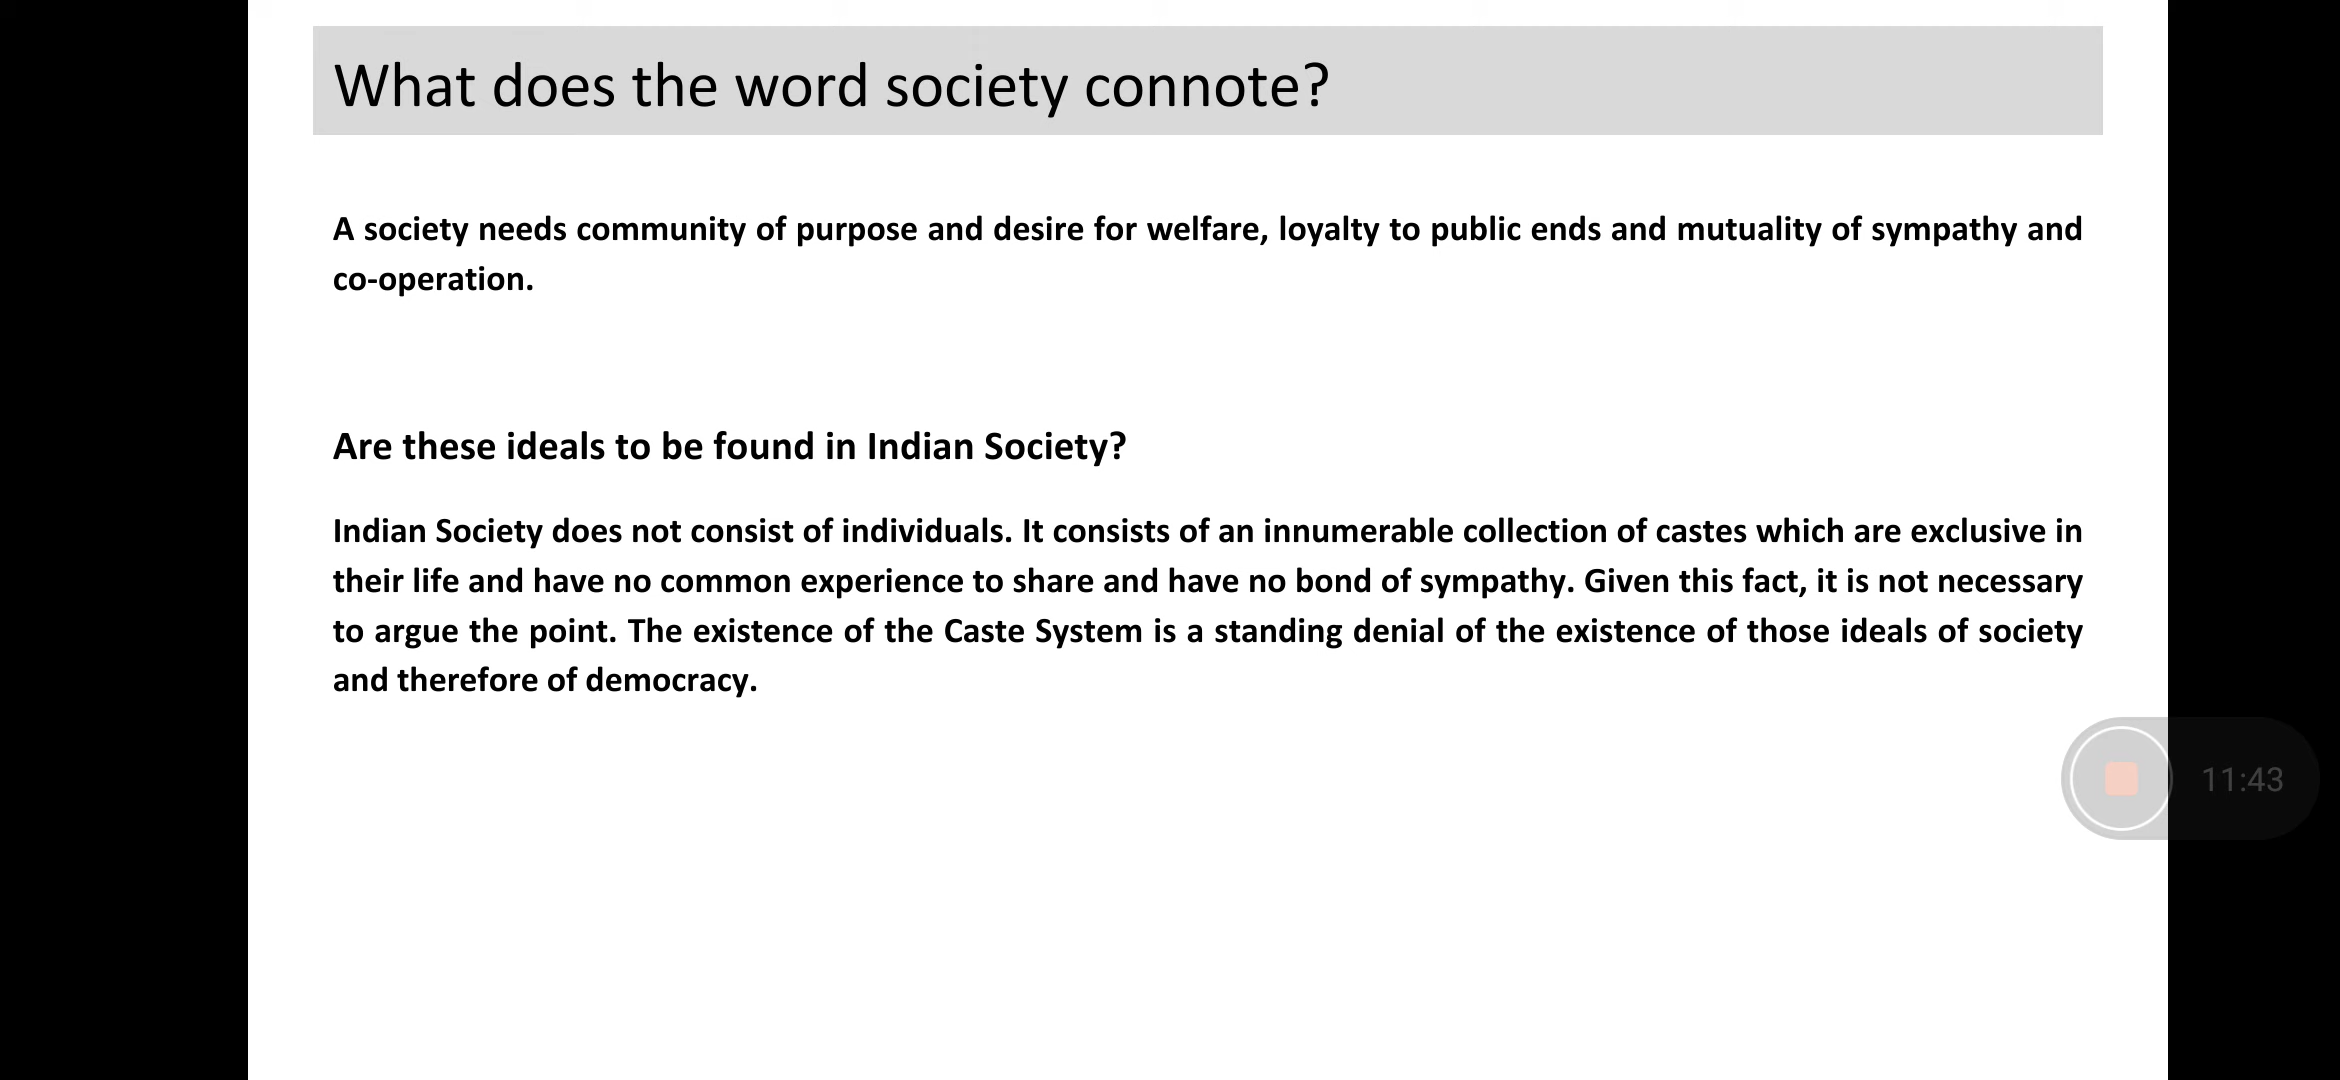 What does the word society connote?
A society needs community of purpose and desire for welfare, loyalty to public ends and mutuality of sympathy and
co-operation.
Are these ideals to be found in Indian Society?
Indian Society does not consist of individuals. It consists of an innumerable collection of castes which are exclusive in
their life and have no common experience to share and have no bond of sympathy. Given this fact, it is not necessary
to argue the point. The existence of the Caste System is a standing denial of the existence of those ideals of society
and therefore of democracy.
11:43